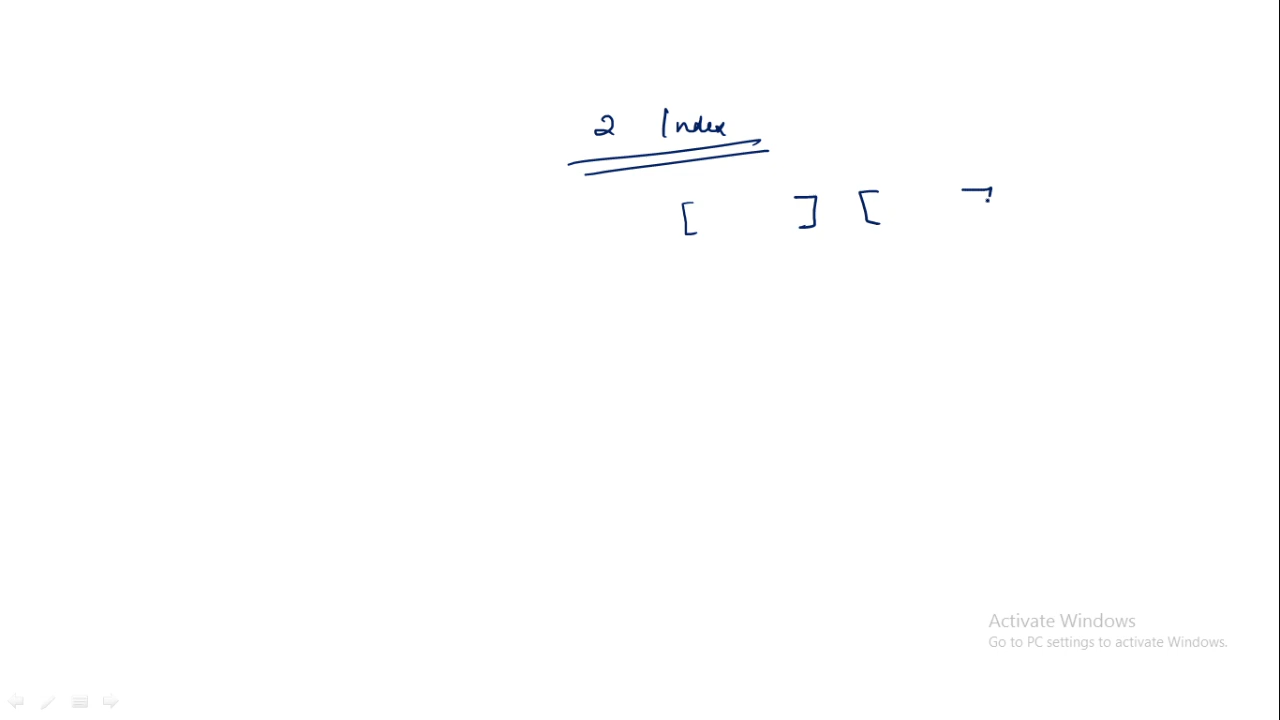 2 Index
[ ] [
Activate Windows
Go to PC settings to activate Windows.